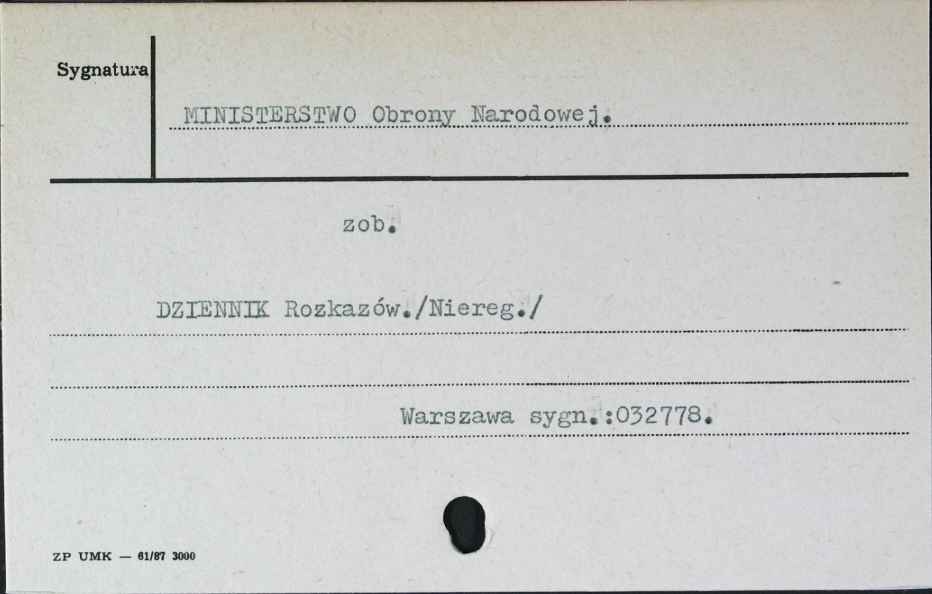 Sygnatura
MINISTERSTWO Obrony Narodowej.
zob.
DZIENNIK Rozkazów./Niereg./
Warszawa sygn.:032778.
ZP UMK — 61/87 3000